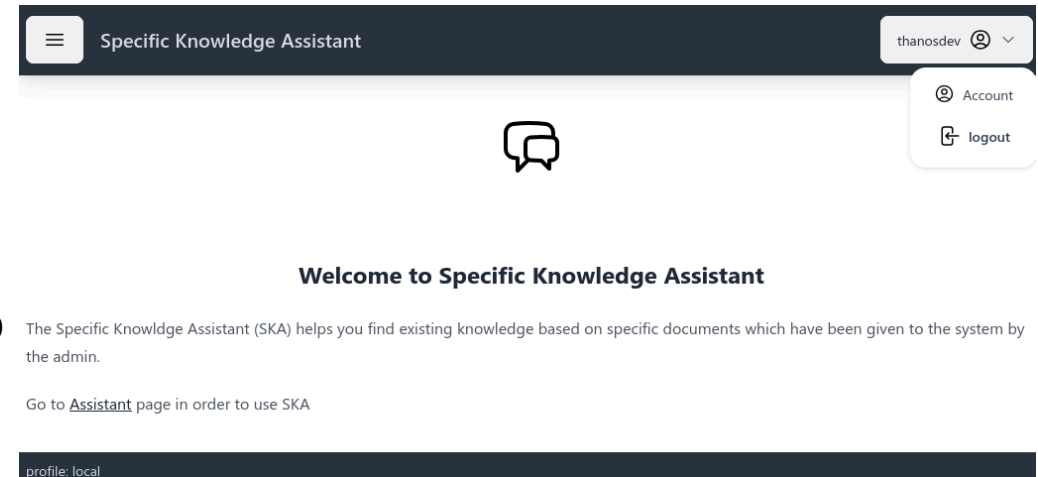 Specific Knowledge Assistant
thanosdev
Account
logout
Welcome to Specific Knowledge Assistant
The Specific Knowldge Assistant (SKA) helps you find existing knowledge based on specific documents which have been given to the system by
the admin.
Go to Assistant page in order to use SKA
profile: local